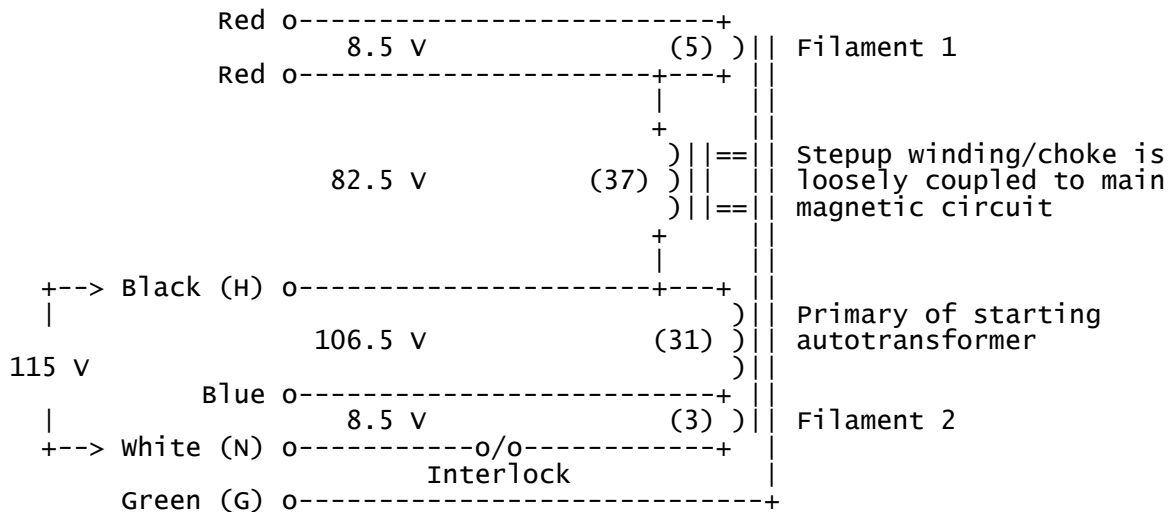 Red o---------------------------+
8.5 V (5) )|| Filament 1
Red o----------------------+---+ ||
| ||
+ ||
)||==|| Stepup winding/choke is
82.5 V (37) )|| || loosely coupled to main
)||==|| magnetic circuit
+ ||
| ||
+--> Black (H) o----------------------+---+ ||
| )|| Primary of starting
106.5 V (31) )|| autotransformer
115 V )||
Blue o---------------------------+ ||
| 8.5 V (3) )|| Filament 2
+--> White (N) o-----------o/o-------------+ |
Interlock |
Green (G) o-----------------------------+